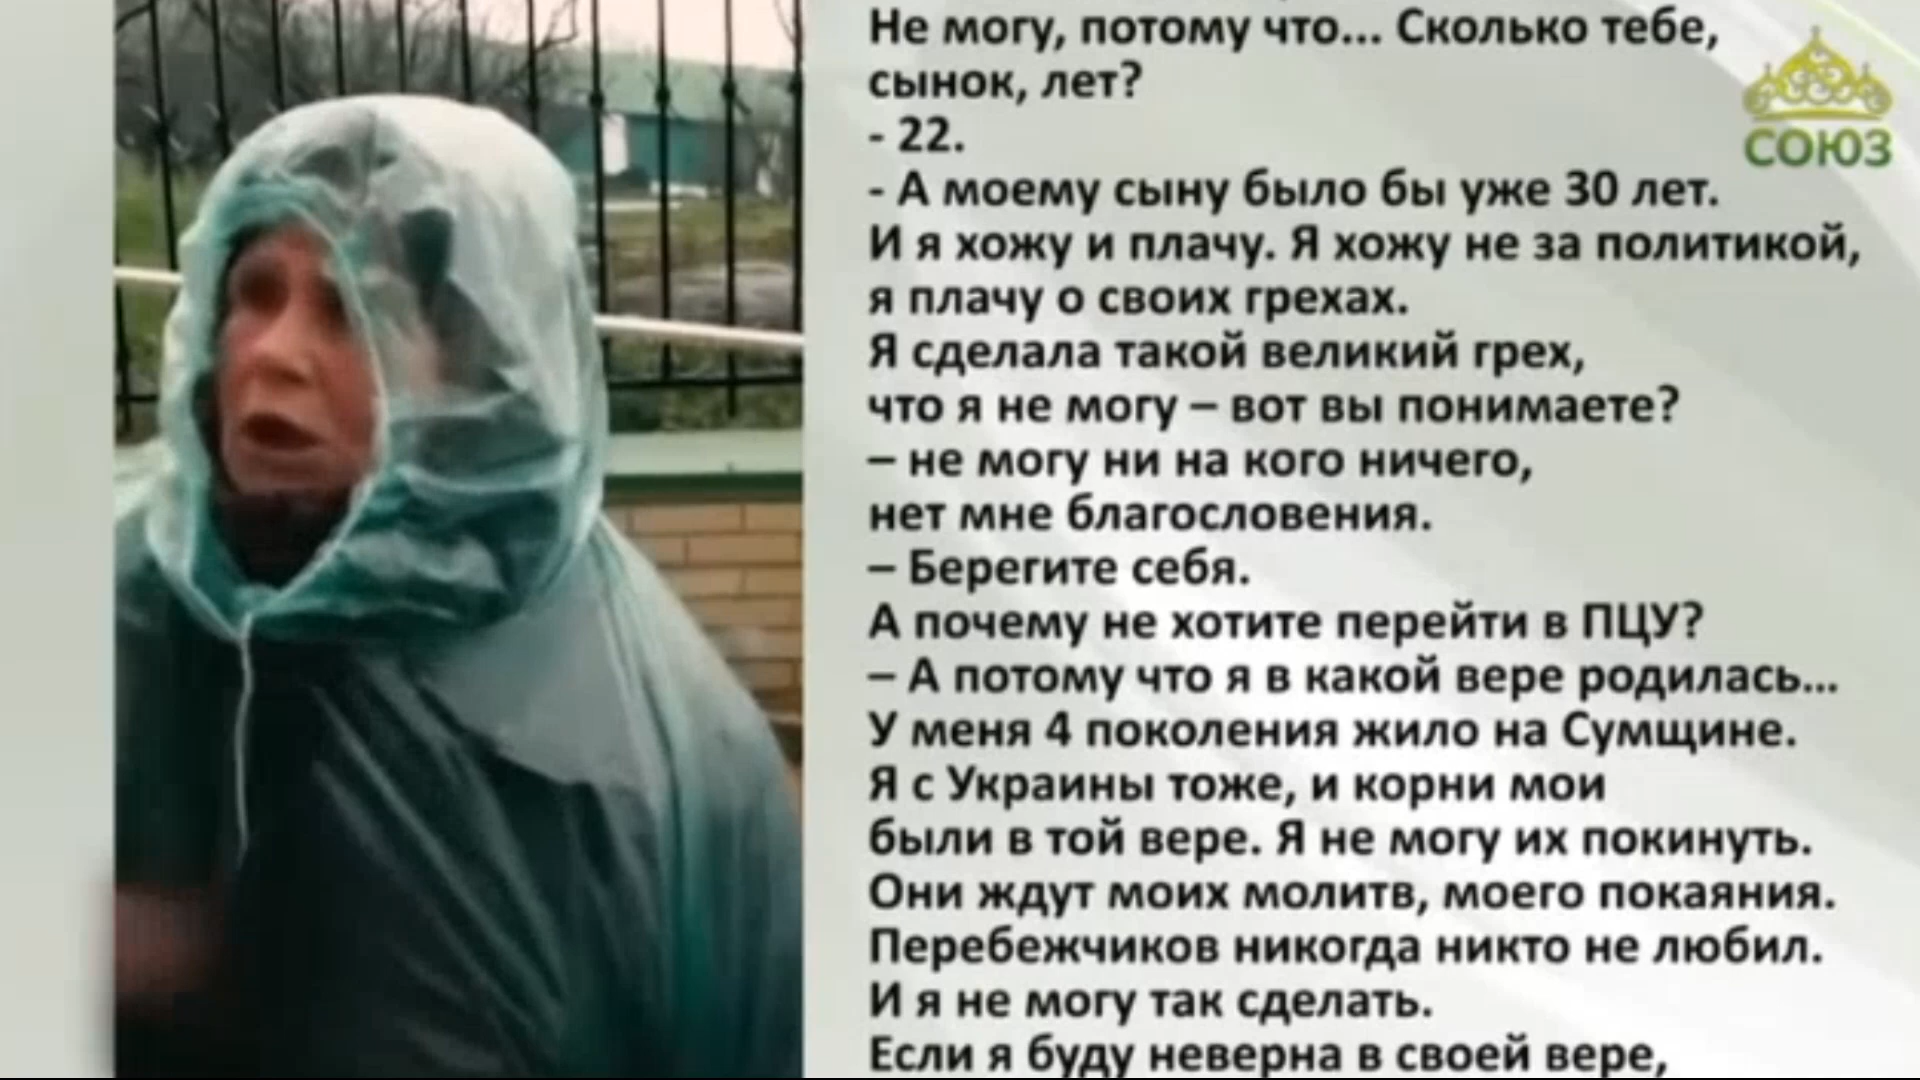 Не могу, потому что... Сколько тебе,
сынок, лет?
- 22.
- А моему сыну было бы уже 30 лет.
И я хожу и плачу. Я хожу не за политикой,
я плачу о своих грехах.
Я сделала такой великий грех,
что я не могу – вот вы понимаете?
– не могу ни на кого ничего,
нет мне благословения.
– Берегите себя.
А почему не хотите перейти в ПЦУ?
– А потому что я в какой вере родилась...
У меня 4 поколения жило на Сумщине.
Я с Украины тоже, и корни мои
были в той вере. Я не могу их покинуть.
Они ждут моих молитв, моего покаяния.
Перебежчиков никогда никто не любил.
И я не могу так сделать.
Если я буду неверна в своей вере,
СОЮЗ